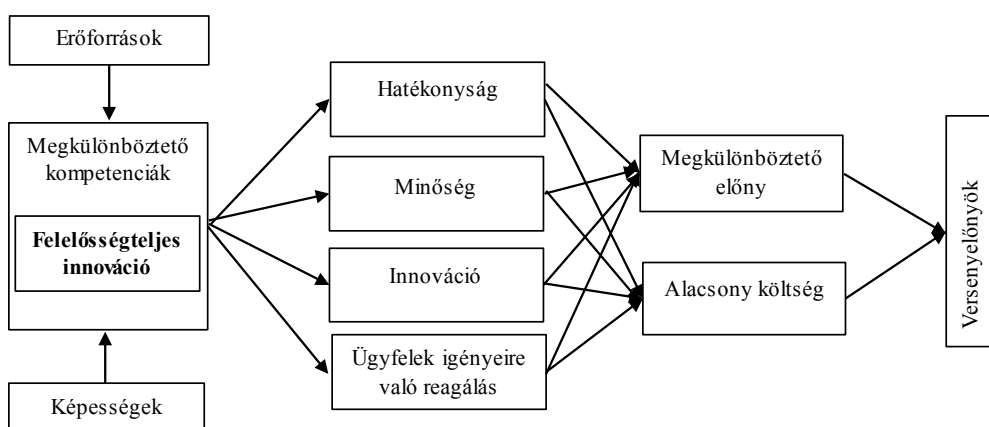 Erőforrások
Megkülönböztető
kompetenciák
Felelősségteljes
innováció
Képességek
Hatékonyság
Minőség
Innováció
Ügyfelek igényeire
való reagálás
Megkülönböztető
előny
Alacsony költség
Versenyelőnyök